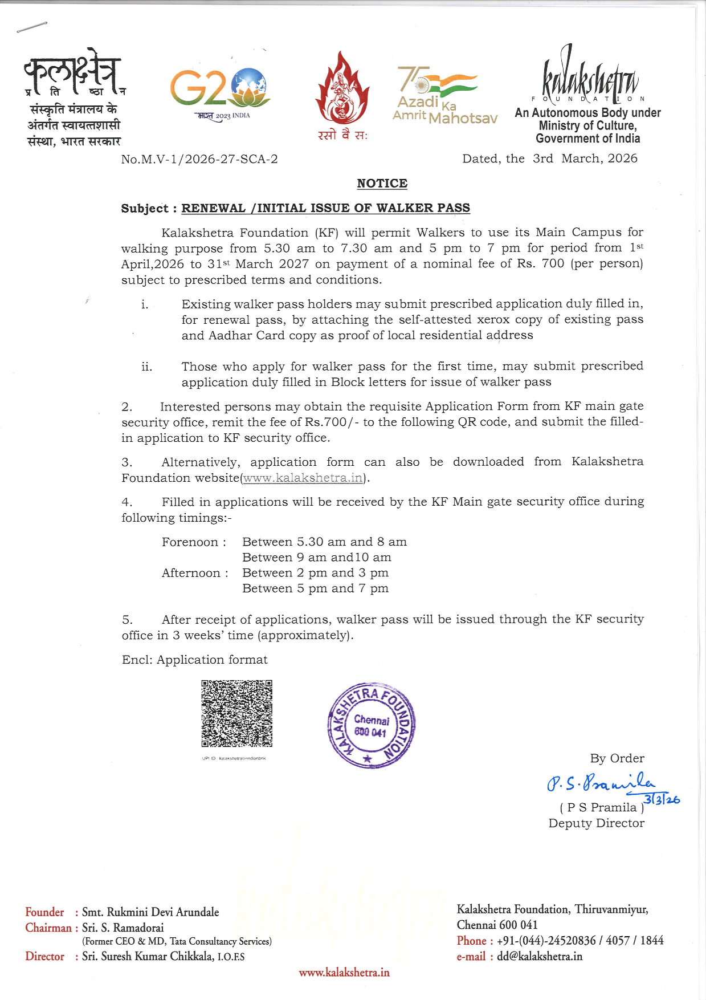 कलाक्षेत्र
प्र ति ष्ठा न
संस्कृति मंत्रालय के
अंतर्गत स्वायत्तशासी
संस्था, भारत सरकार
G20
भारत 2023 INDIA
रसो वै सः
75
Azadi Ka
Amrit Mahotsav
kalakshetra
FOUNDATION
An Autonomous Body under
Ministry of Culture,
Government of India
No.M.V-1/2026-27-SCA-2 Dated, the 3rd March, 2026
NOTICE
Subject : RENEWAL /INITIAL ISSUE OF WALKER PASS
Kalakshetra Foundation (KF) will permit Walkers to use its Main Campus for
walking purpose from 5.30 am to 7.30 am and 5 pm to 7 pm for period from 1st
April,2026 to 31st March 2027 on payment of a nominal fee of Rs. 700 (per person)
subject to prescribed terms and conditions.
i. Existing walker pass holders may submit prescribed application duly filled in,
for renewal pass, by attaching the self-attested xerox copy of existing pass
and Aadhar Card copy as proof of local residential address
ii. Those who apply for walker pass for the first time, may submit prescribed
application duly filled in Block letters for issue of walker pass
2. Interested persons may obtain the requisite Application Form from KF main gate
security office, remit the fee of Rs.700/- to the following QR code, and submit the filled-
in application to KF security office.
3. Alternatively, application form can also be downloaded from Kalakshetra
Foundation website(www.kalakshetra.in).
4. Filled in applications will be received by the KF Main gate security office during
following timings:-
Forenoon : Between 5.30 am and 8 am
Between 9 am and10 am
Afternoon : Between 2 pm and 3 pm
Between 5 pm and 7 pm
5. After receipt of applications, walker pass will be issued through the KF security
office in 3 weeks’ time (approximately).
Encl: Application format
UPI ID kalakshetra@indianbnk
KALAKSHETRA FOUNDATION
Chennai
600 041
By Order
P. S. Pramila
3/3/26
( P S Pramila )
Deputy Director
kalakshetra
Founder : Smt. Rukmini Devi Arundale
Chairman : Sri. S. Ramadorai
(Former CEO & MD, Tata Consultancy Services)
Director : Sri. Suresh Kumar Chikkala, I.O.F.S
Kalakshetra Foundation, Thiruvanmiyur,
Chennai 600 041
Phone : +91-(044)-24520836 / 4057 / 1844
e-mail : dd@kalakshetra.in
www.kalakshetra.in